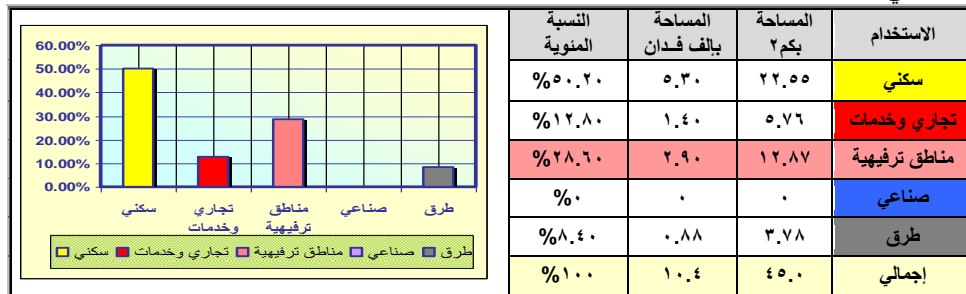 الاستخدام | المساحة بكم٢ | المساحة بإلف فـدان | النسبة المئوية
سكني | ٢٢.٥٥ | ٥.٣٠ | %٥٠.٢٠
تجاري وخدمات | ٥.٧٦ | ١.٤٠ | %١٢.٨٠
مناطق ترفيهية | ١٢.٨٧ | ٢.٩٠ | %٢٨.٦٠
صناعي | ٠ | ٠ | %٠
طرق | ٣.٧٨ | ٠.٨٨ | %٨.٤٠
إجمالي | ٤٥.٠ | ١٠.٤ | %١٠٠
60.00%
50.00%
40.00%
30.00%
20.00%
10.00%
0.00%
سكني
تجاري
وخدمات
مناطق
ترفيهية
صناعي
طرق
سكني تجاري وخدمات مناطق ترفيهية صناعي طرق